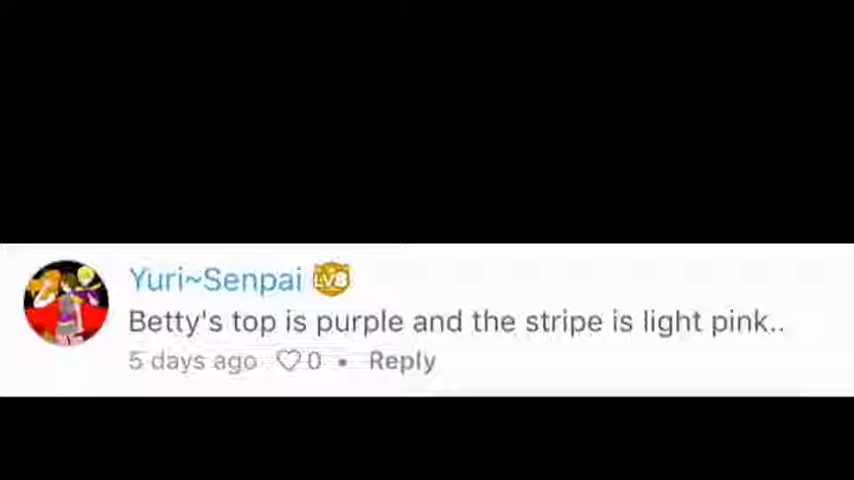 Yuri~Senpai LV8
Betty's top is purple and the stripe is light pink..
5 days ago 0 • Reply